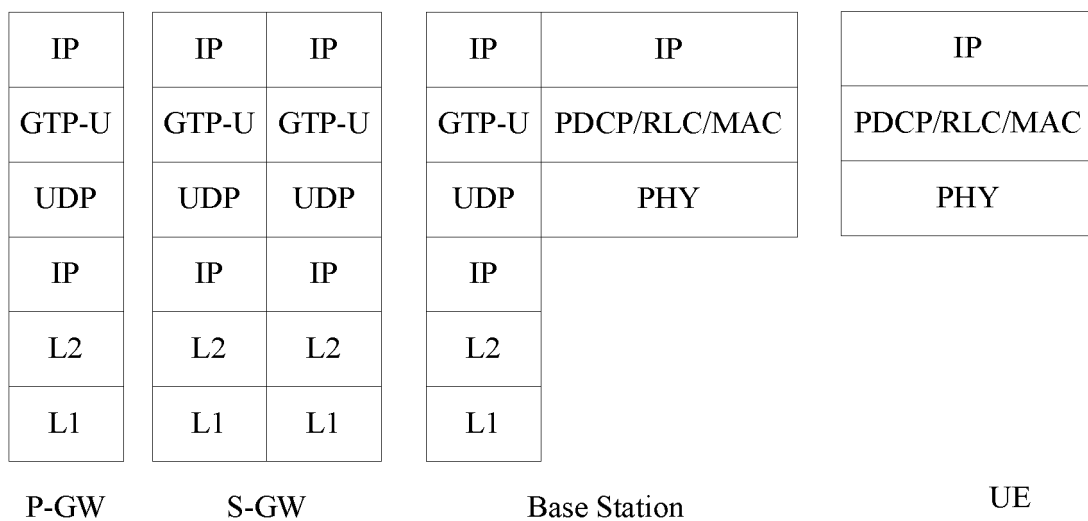 IP IP IP IP IP IP
GTP-U GTP-U GTP-U GTP-U PDCP/RLC/MAC PDCP/RLC/MAC
UDP UDP UDP UDP PHY PHY
IP IP IP IP
L2 L2 L2 L2
L1 L1 L1 L1
P-GW S-GW Base Station UE